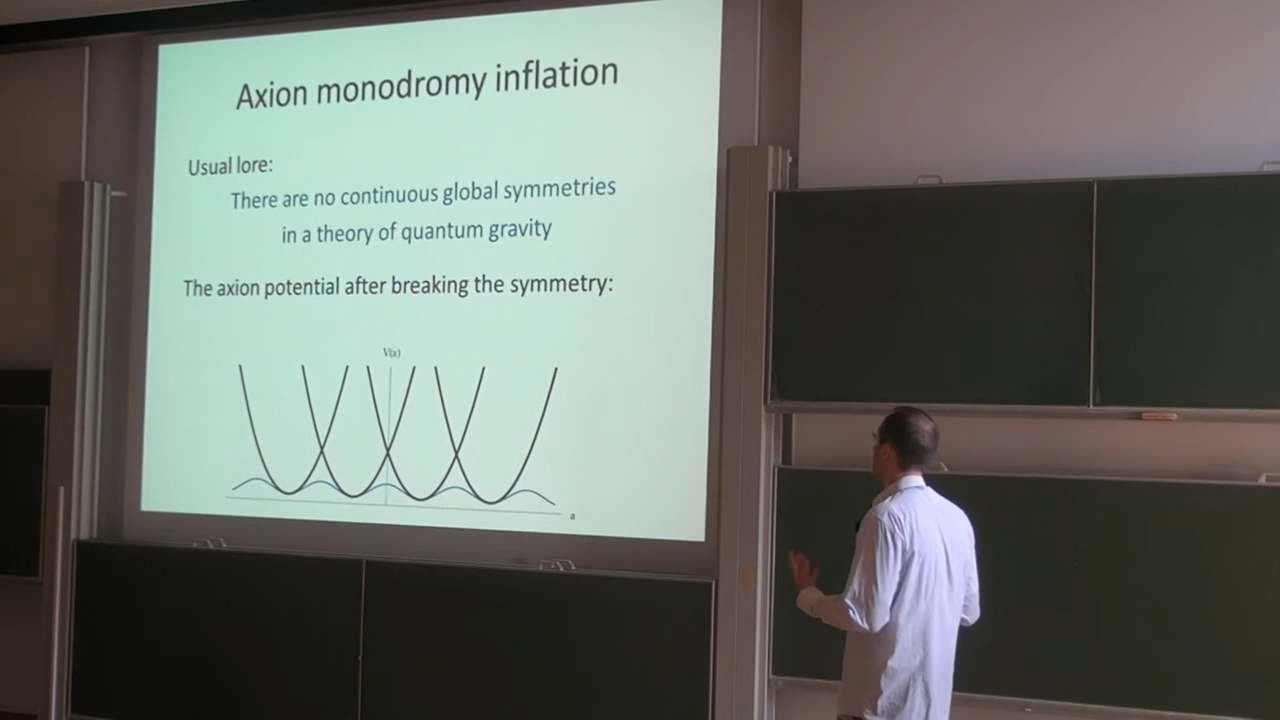 Axion monodromy inflation
Usual lore:
There are no continuous global symmetries
in a theory of quantum gravity
The axion potential after breaking the symmetry:
V(a)
a